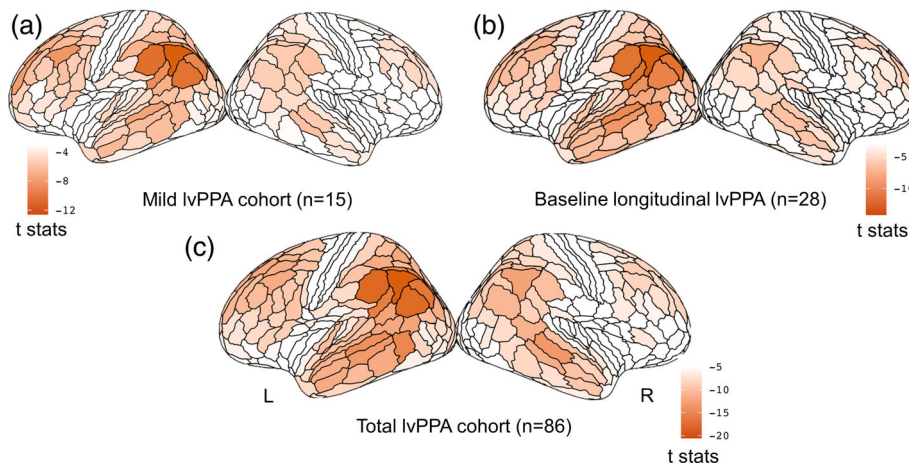 (a)
(b)
−4
−8
−12
t stats
Mild lvPPA cohort (n=15)
Baseline longitudinal lvPPA (n=28)
−5
−10
t stats
(c)
L
R
Total lvPPA cohort (n=86)
−5
−10
−15
−20
t stats